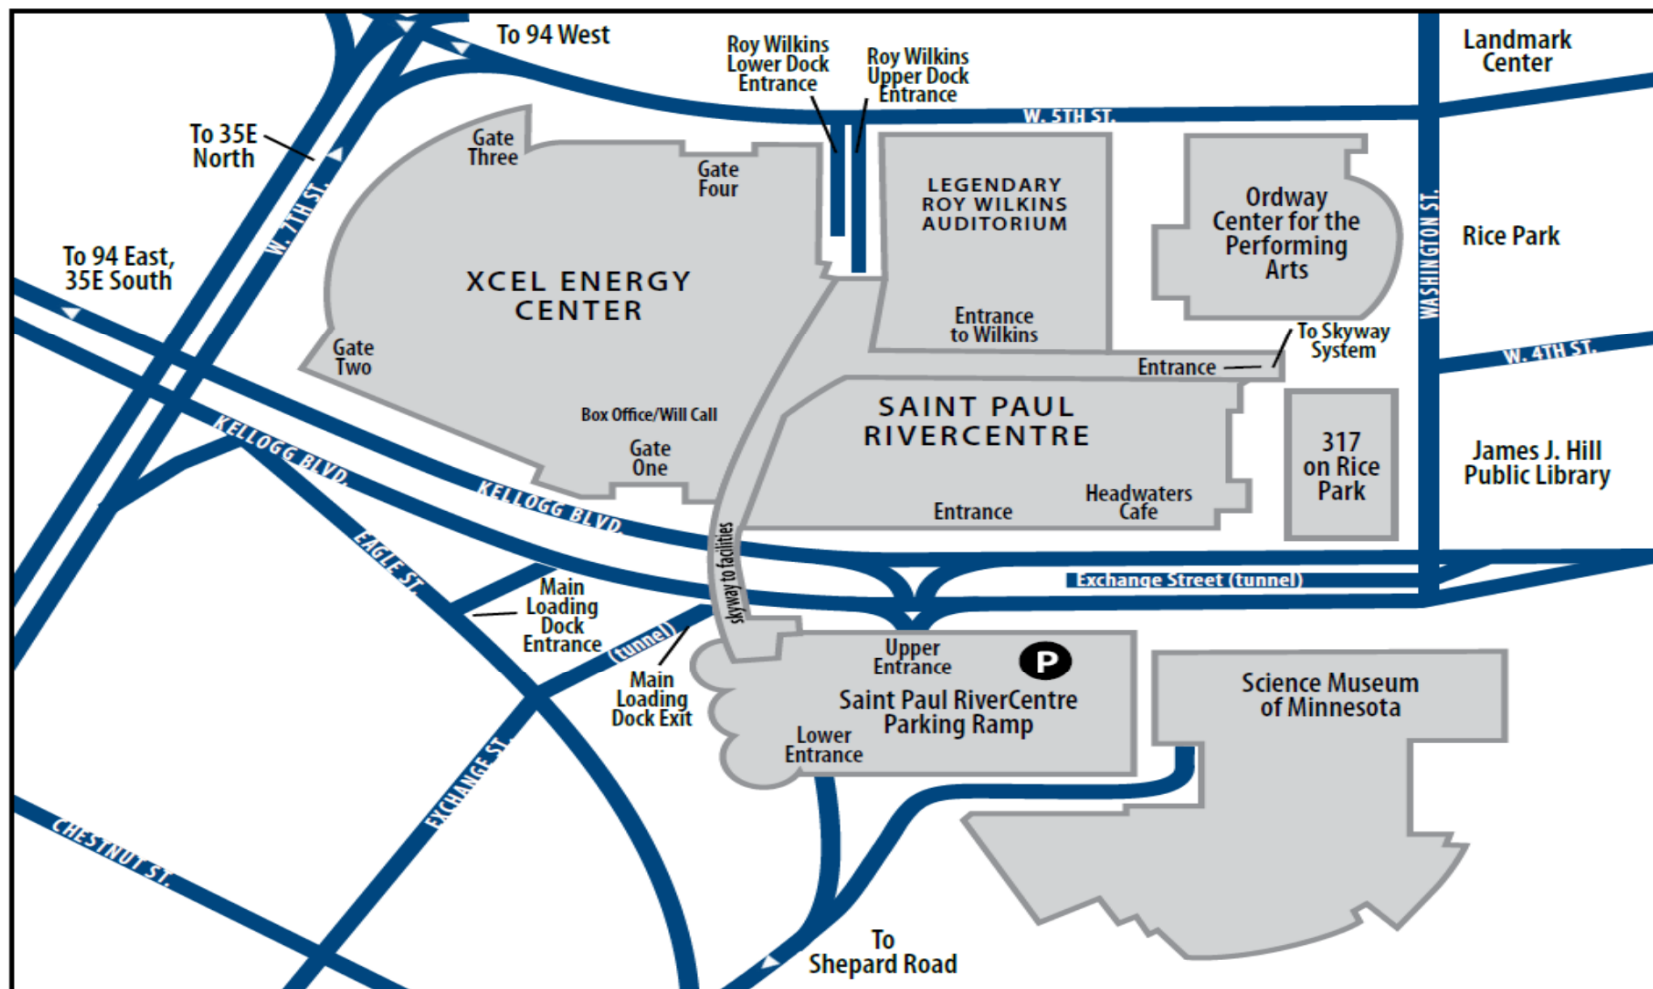 To 94 West
Roy Wilkins
Lower Dock
Entrance
Roy Wilkins
Upper Dock
Entrance
Landmark
Center
W. 5TH ST.
To 35E
North
Gate
Three
Gate
Four
LEGENDARY
ROY WILKINS
AUDITORIUM
Ordway
Center for the
Performing
Arts
WASHINGTON ST.
Rice Park
W. 7TH ST.
To 94 East,
35E South
XCEL ENERGY
CENTER
Entrance
to Wilkins
To Skyway
System
W. 4TH ST.
Gate
Two
Entrance
Box Office/Will Call
Gate
One
SAINT PAUL
RIVERCENTRE
317
on Rice
Park
James J. Hill
Public Library
KELLOGG BLVD.
KELLOGG BLVD.
Entrance
Headwaters
Cafe
skyway to facilities
EAGLE ST.
Exchange Street (tunnel)
Main
Loading
Dock
Entrance
(tunnel)
Main
Loading
Dock Exit
Upper
Entrance
P
Saint Paul RiverCentre
Parking Ramp
Lower
Entrance
Science Museum
of Minnesota
EXCHANGE ST.
CHESTNUT ST.
To
Shepard Road